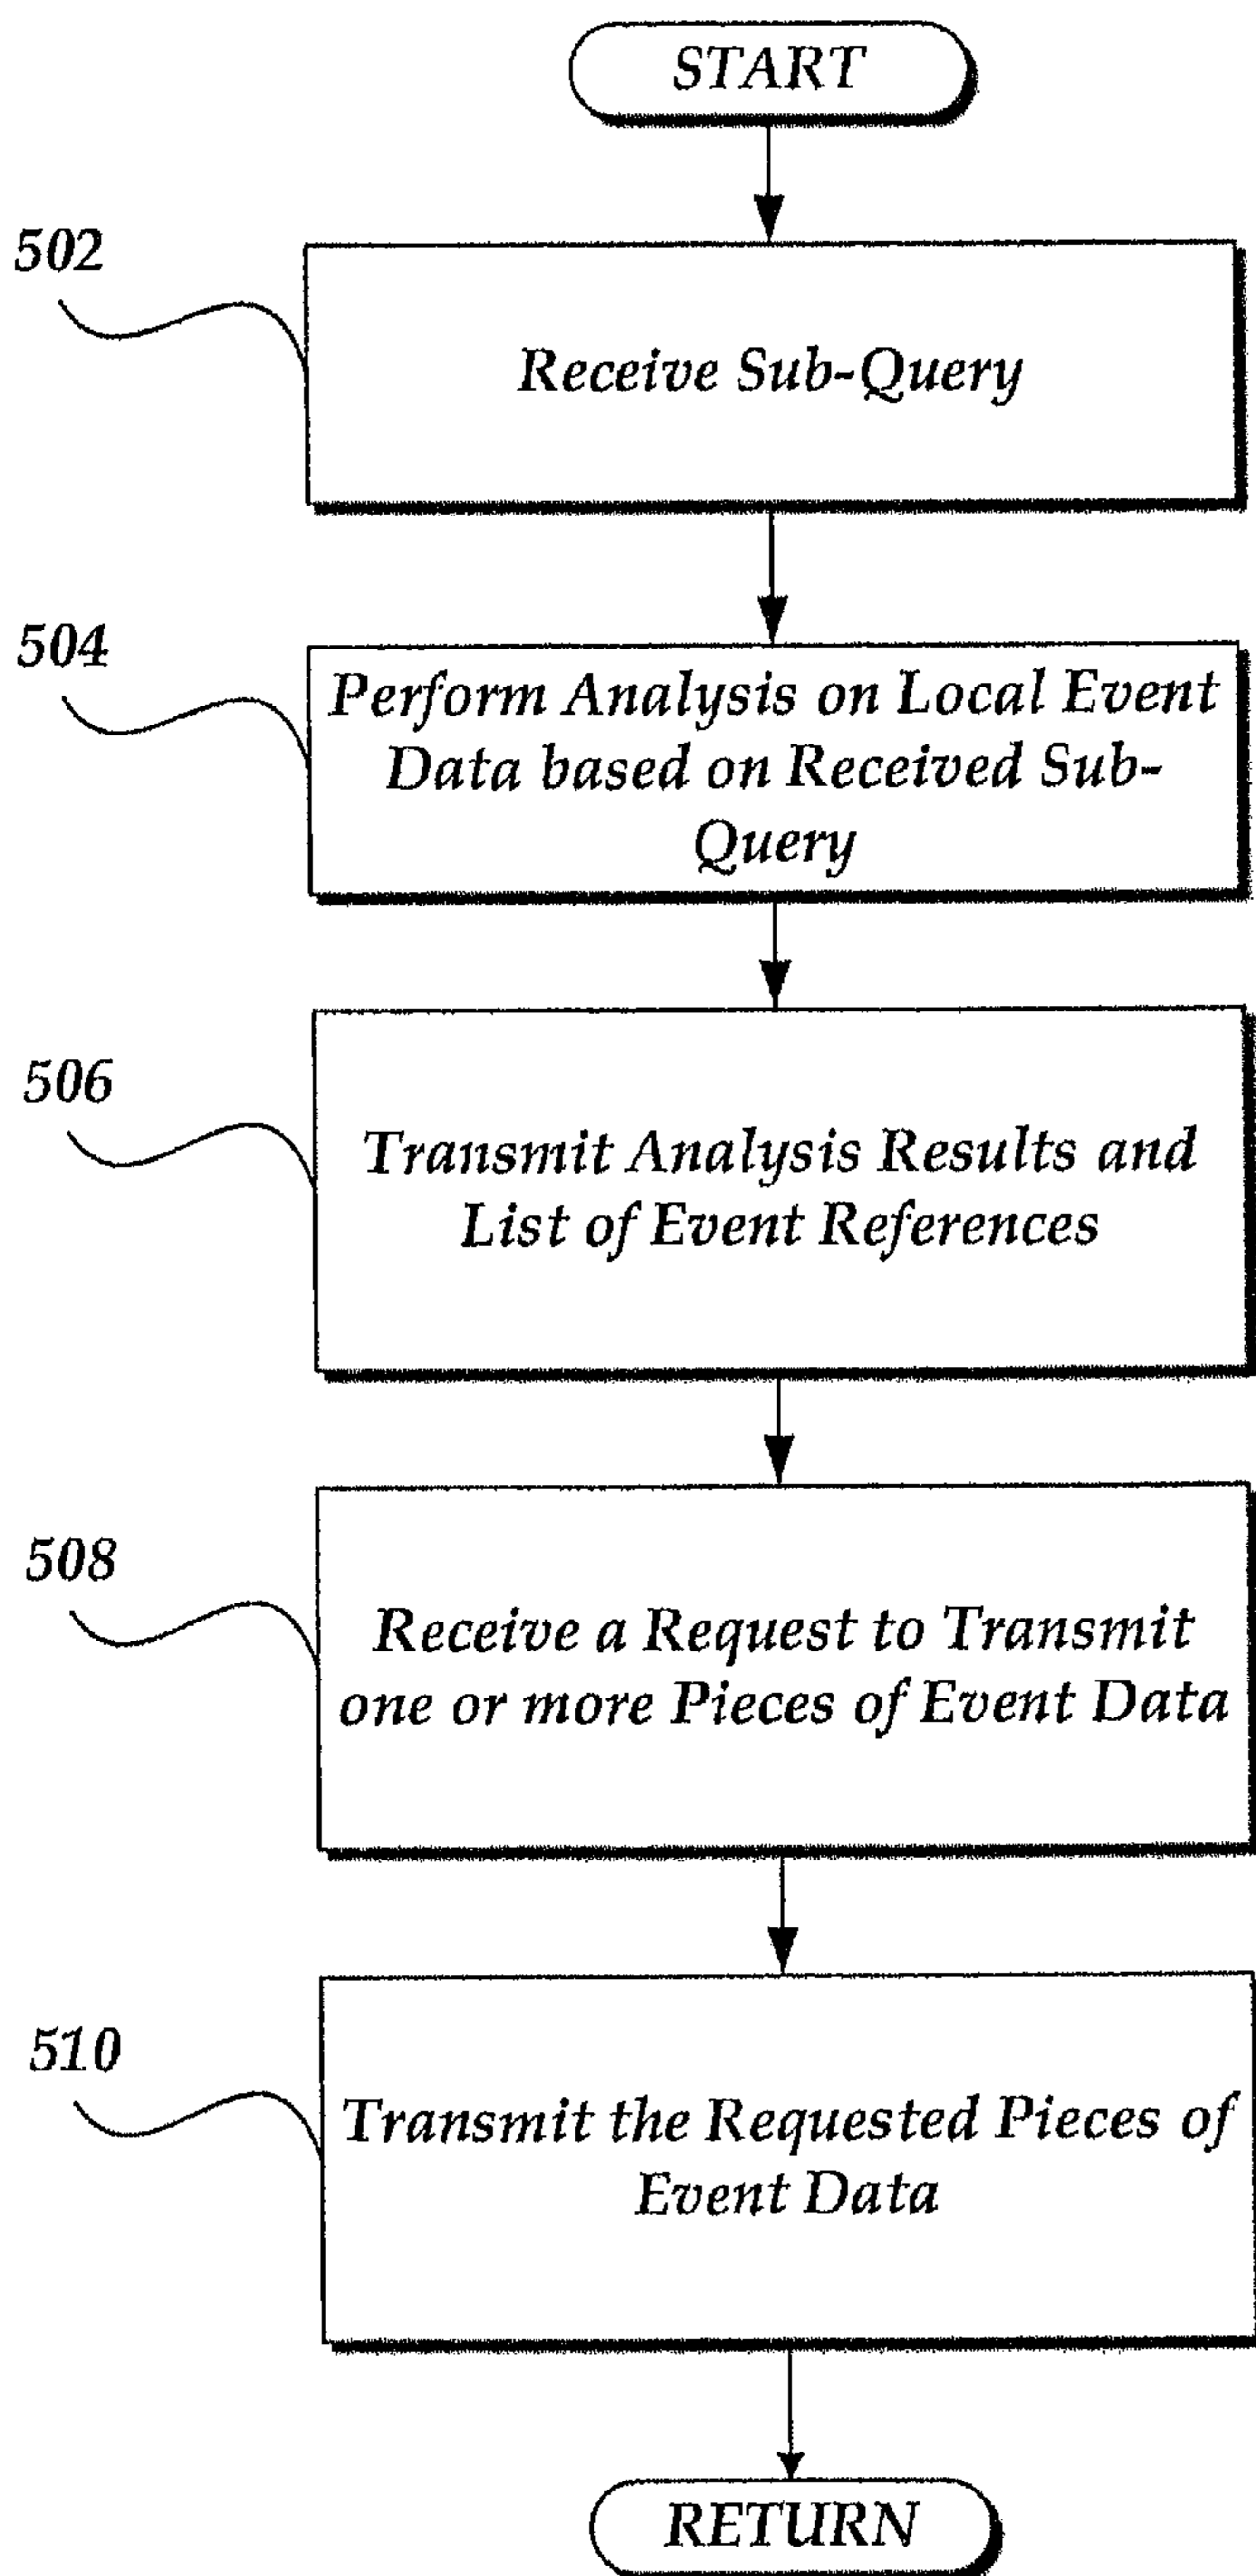 START
502
Receive Sub-Query
504
Perform Analysis on Local Event
Data based on Received Sub-
Query
506
Transmit Analysis Results and
List of Event References
508
Receive a Request to Transmit
one or more Pieces of Event Data
510
Transmit the Requested Pieces of
Event Data
RETURN